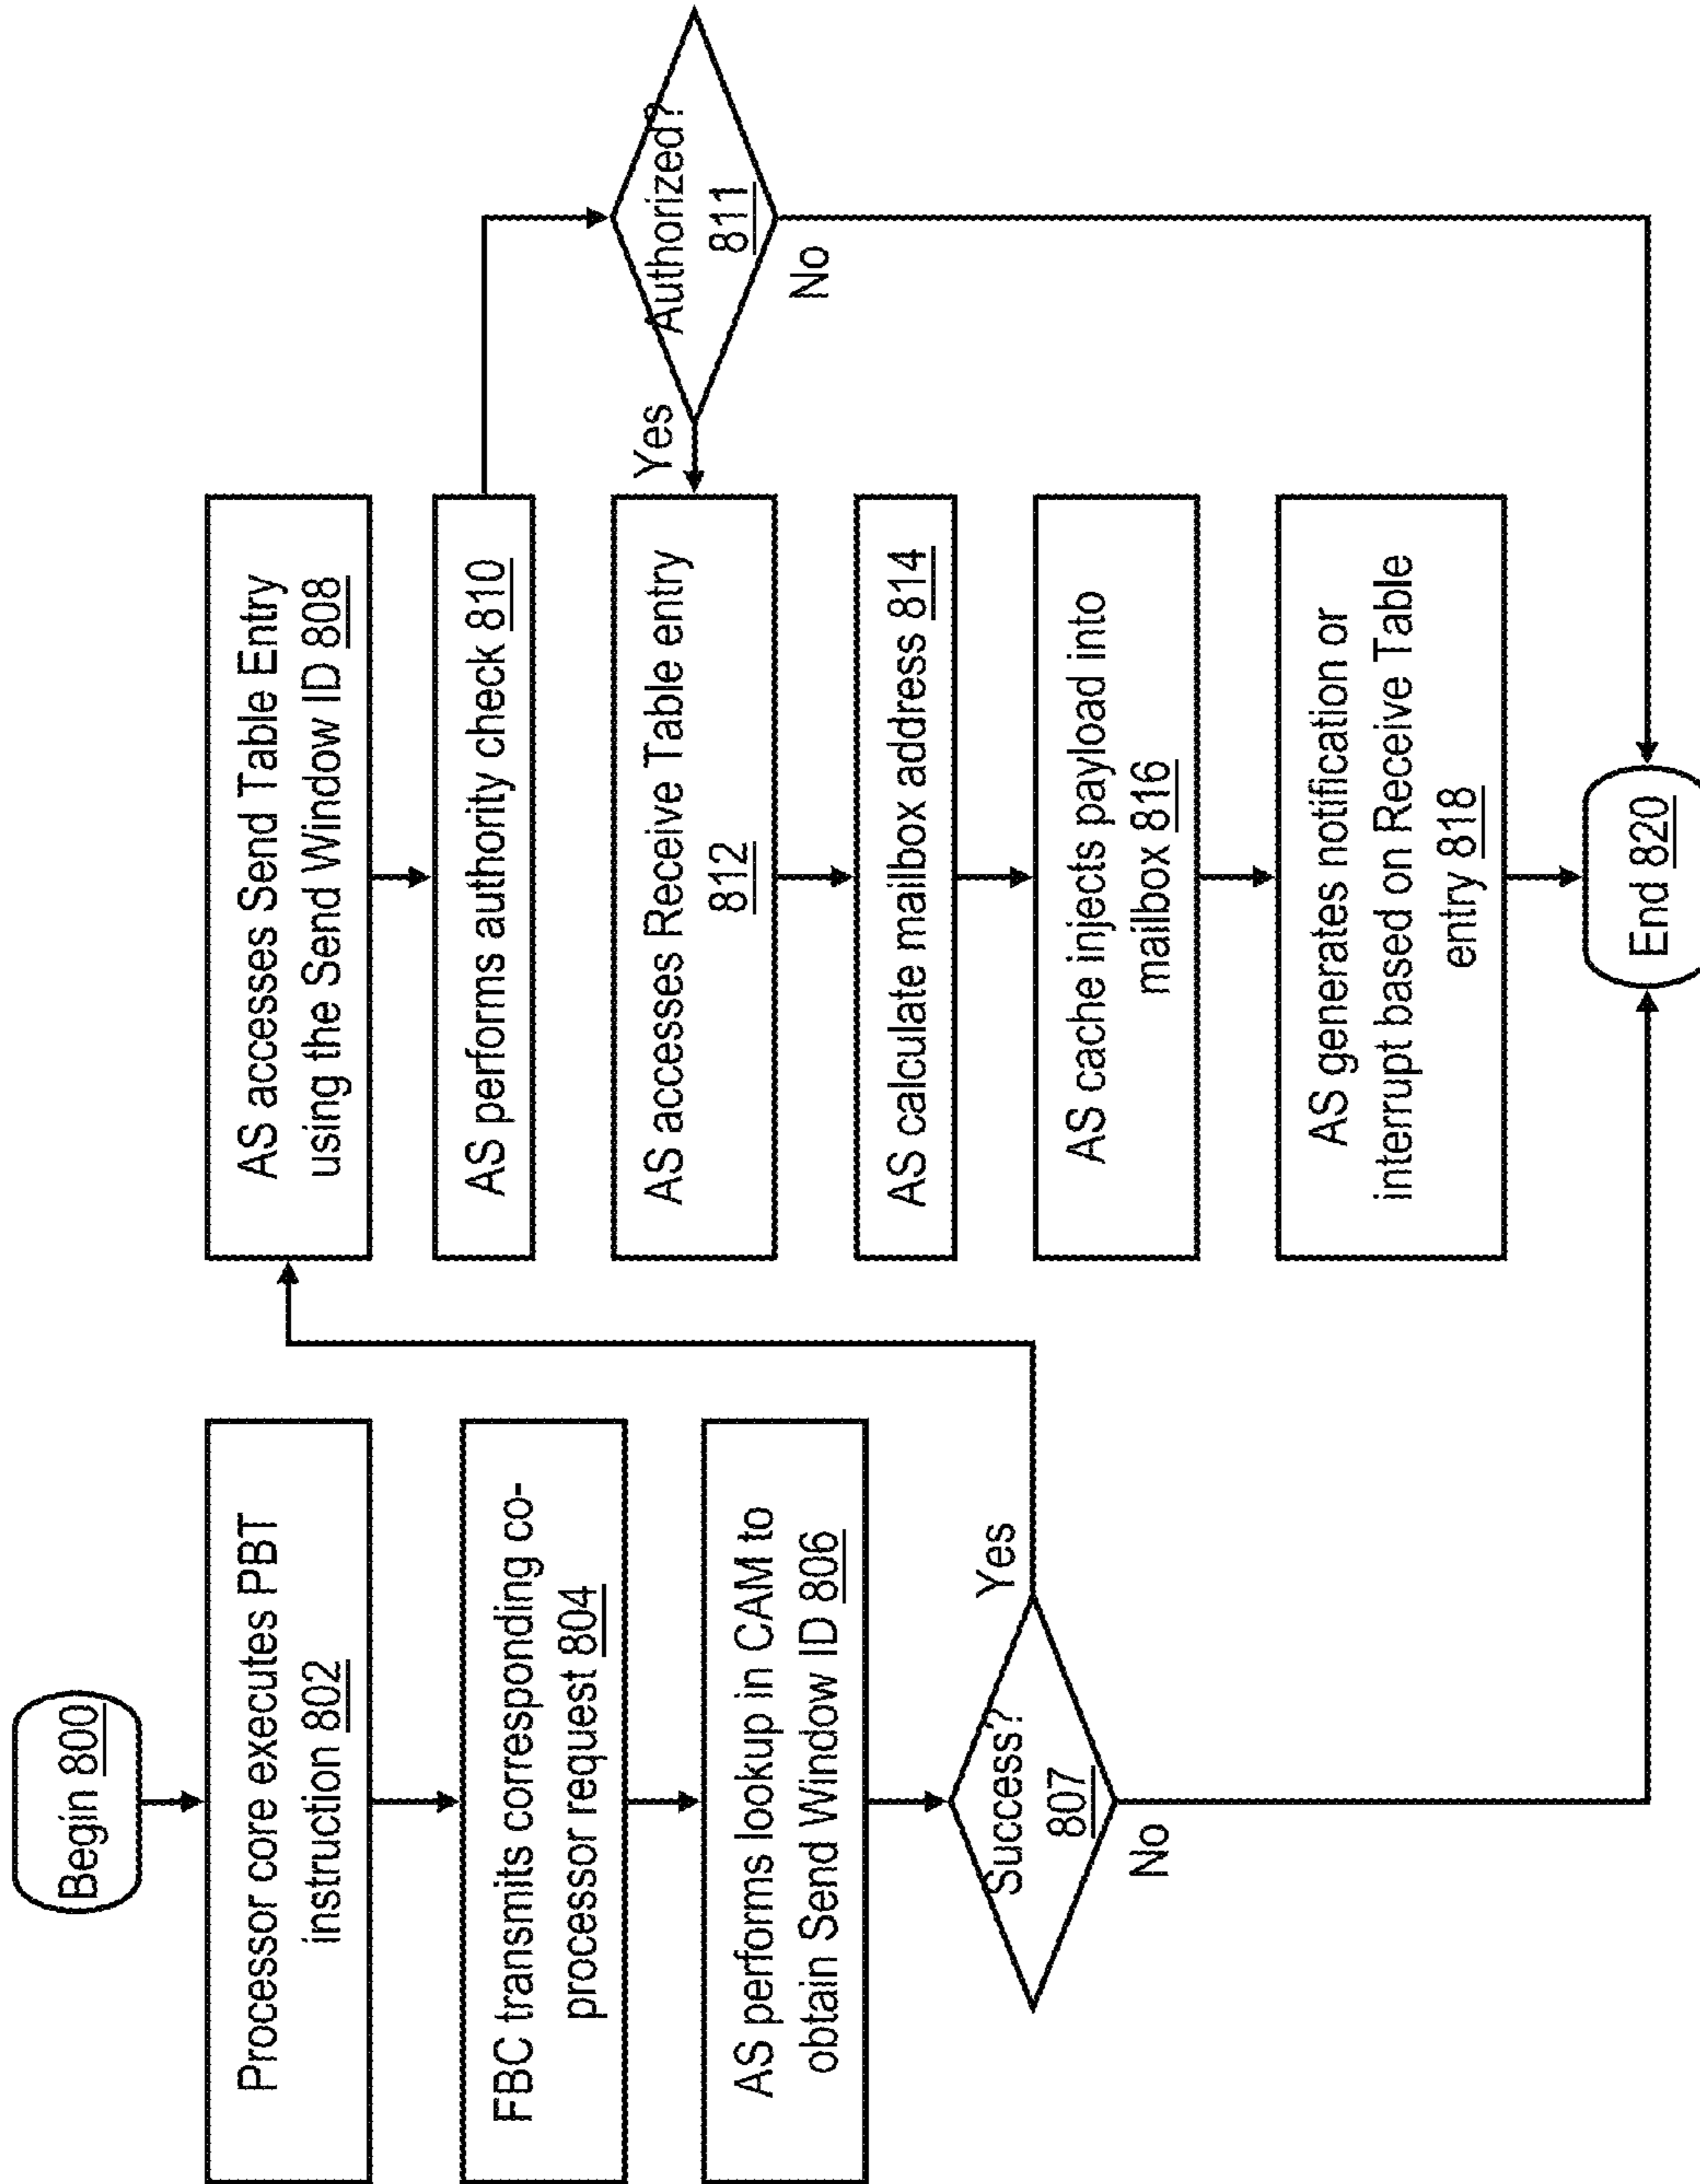 Begin 800
Processor core executes PBT
instruction 802
FBC transmits corresponding co-
processor request 804
AS performs lookup in CAM to
obtain Send Window ID 806
Success?
807
Yes
No
AS accesses Send Table Entry
using the Send Window ID 808
AS performs authority check 810
Authorized?
811
Yes
No
AS accesses Receive Table entry
812
AS calculate mailbox address 814
AS cache injects payload into
mailbox 816
AS generates notification or
interrupt based on Receive Table
entry 818
End 820